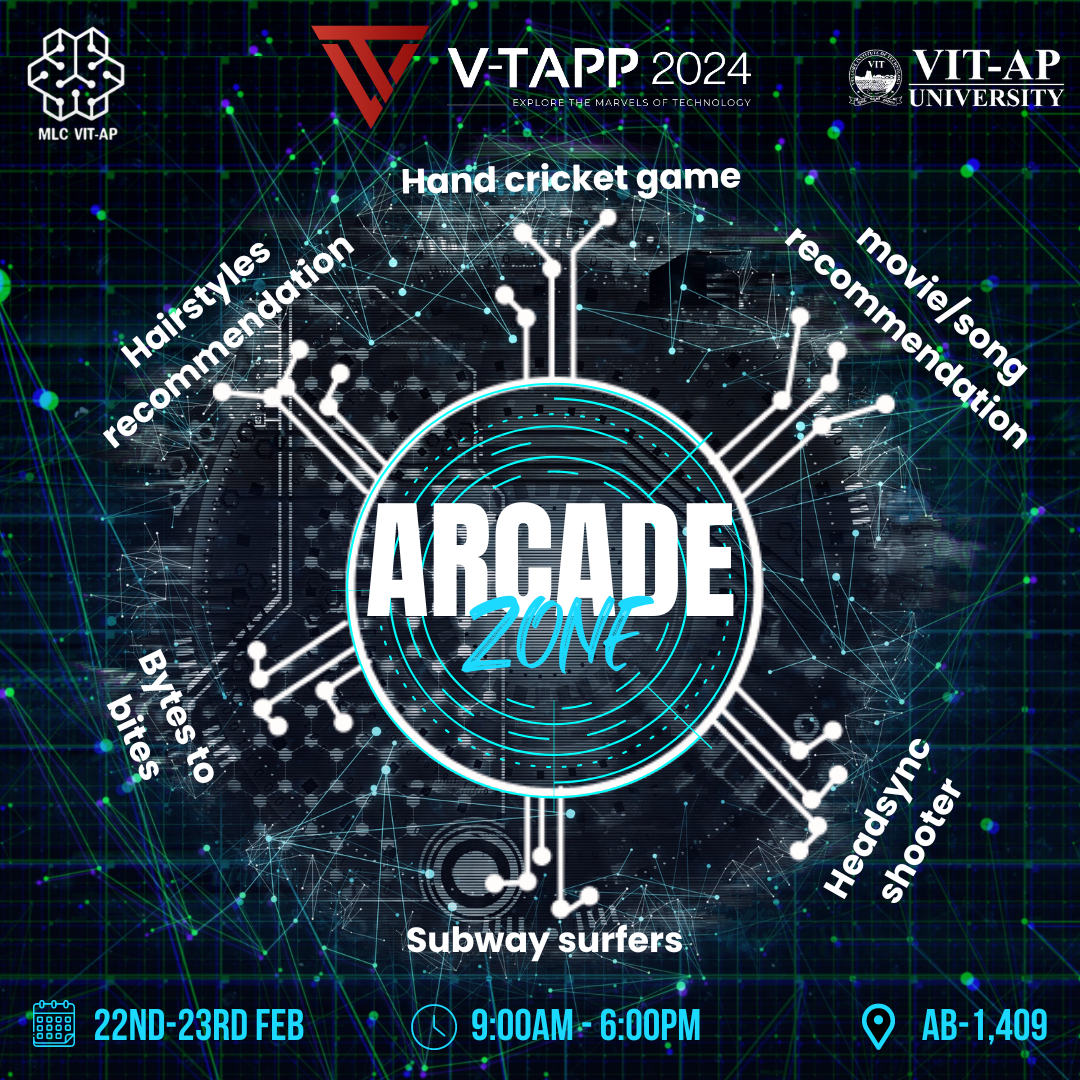 MLC VIT-AP
V-TAPP 2024
EXPLORE THE MARVELS OF TECHNOLOGY
VIT
VIT-AP
UNIVERSITY
Hand cricket game
Hairstyles
recommendation
movie/song
recommendation
ARCADE
ZONE
Bytes to
bites
Headsync
shooter
Subway surfers
22ND-23RD FEB
9:00AM - 6:00PM
AB-1,409